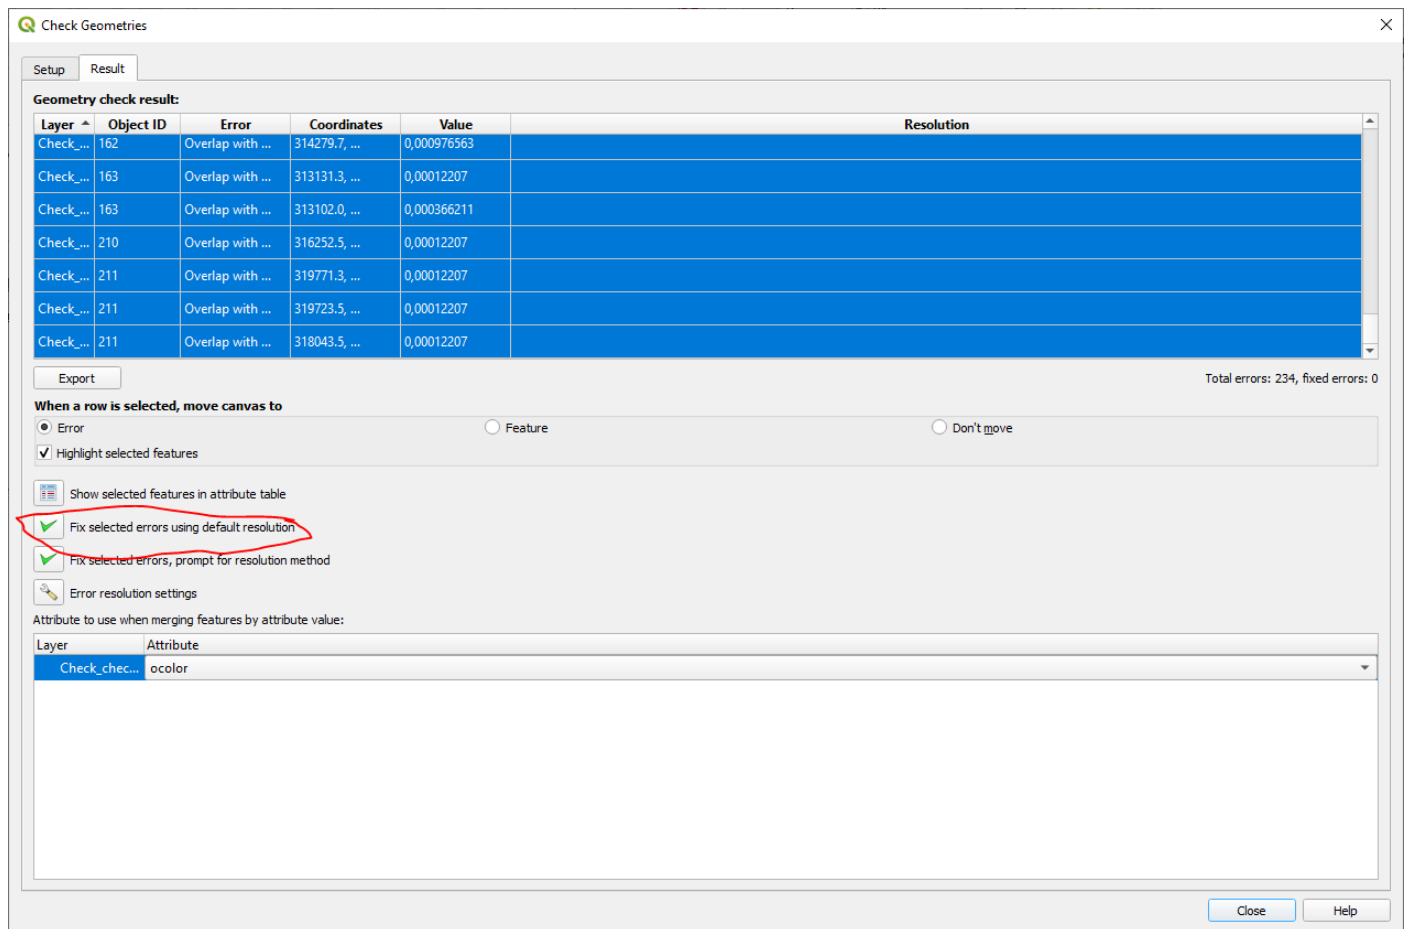 Check Geometries
Setup Result
Geometry check result:
Layer Object ID Error Coordinates Value Resolution
Check_... 162 Overlap with ... 314279.7, ... 0,000976563
Check_... 163 Overlap with ... 313131.3, ... 0,00012207
Check_... 163 Overlap with ... 313102.0, ... 0,000366211
Check_... 210 Overlap with ... 316252.5, ... 0,00012207
Check_... 211 Overlap with ... 319771.3, ... 0,00012207
Check_... 211 Overlap with ... 319723.5, ... 0,00012207
Check_... 211 Overlap with ... 318043.5, ... 0,00012207
Export Total errors: 234, fixed errors: 0
When a row is selected, move canvas to
Error Feature Don't move
Highlight selected features
Show selected features in attribute table
Fix selected errors using default resolution
Fix selected errors, prompt for resolution method
Error resolution settings
Attribute to use when merging features by attribute value:
Layer Attribute
Check_chec... ocolor
Close Help